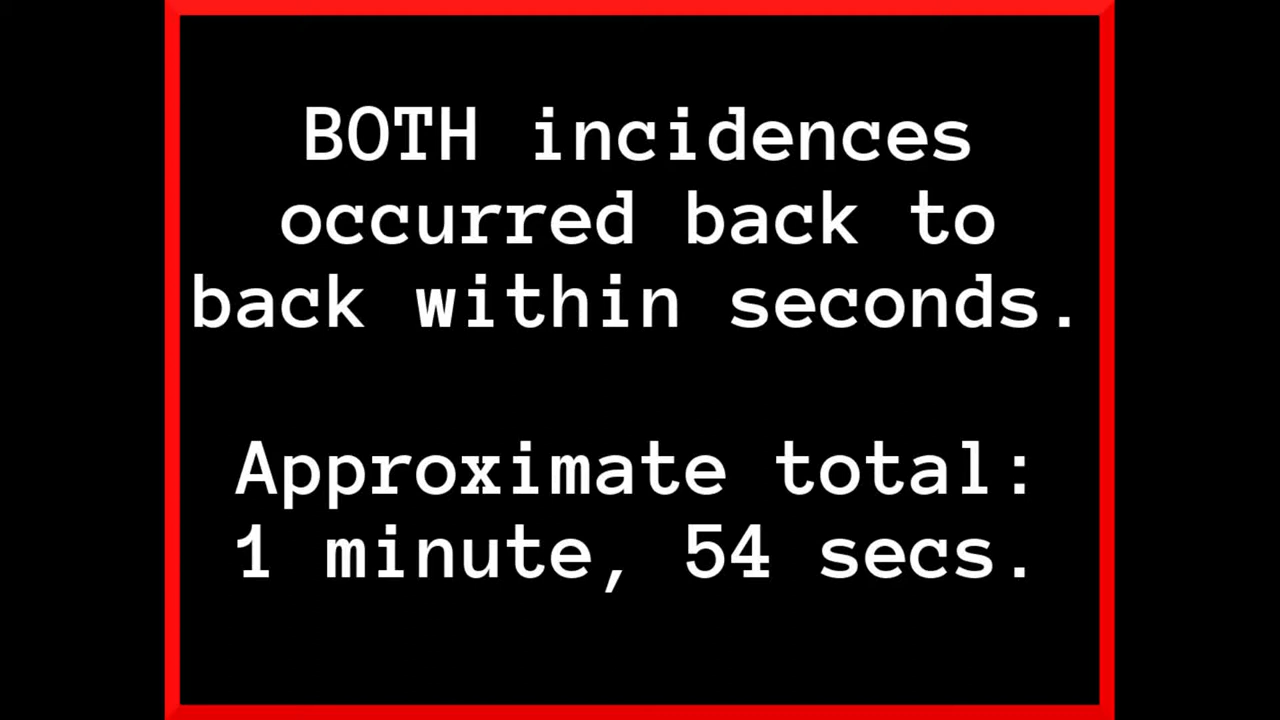 BOTH incidences
occurred back to
back within seconds.
Approximate total:
1 minute, 54 secs.